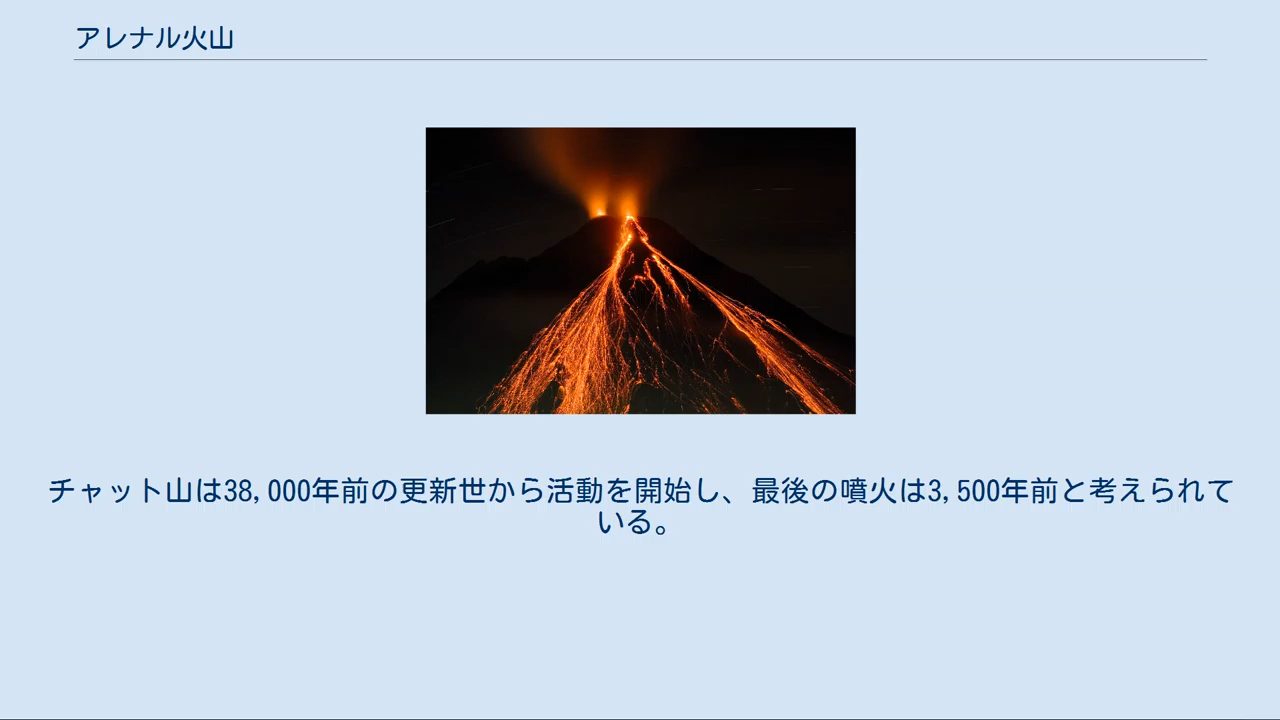 アレナル火山
チャット山は38,000年前の更新世から活動を開始し、最後の噴火は3,500年前と考えられて
いる。